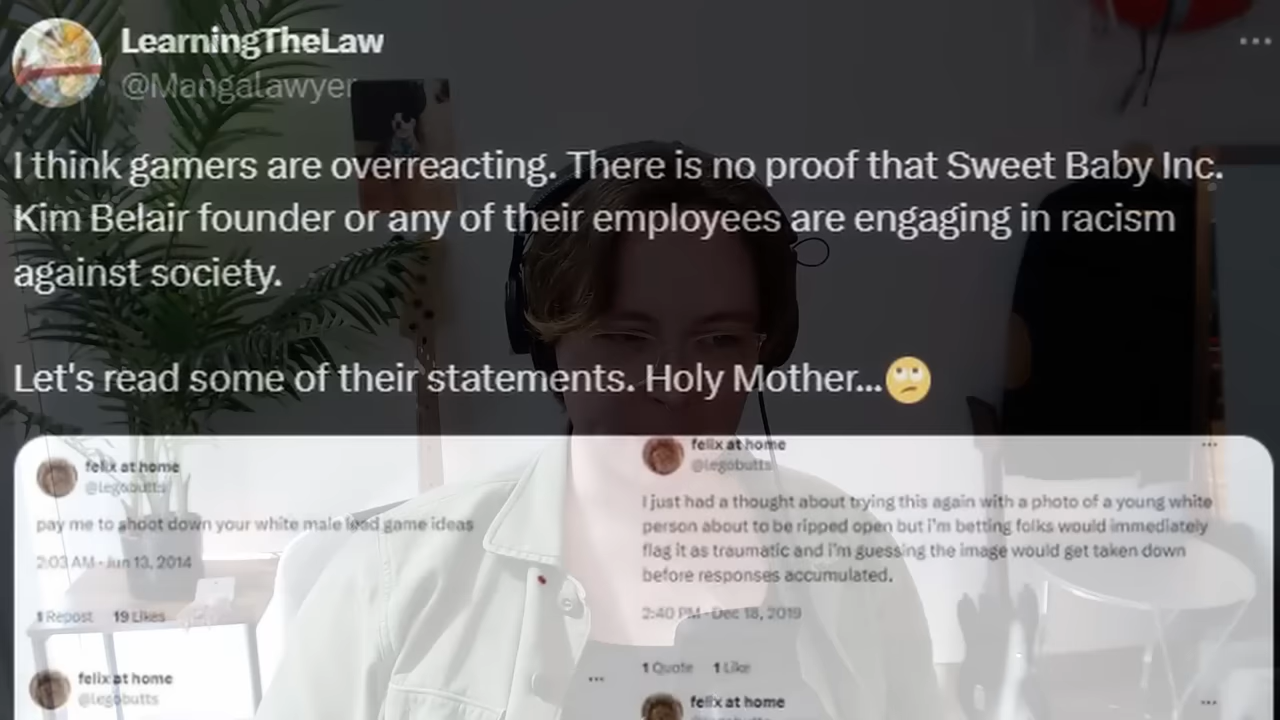 LearningTheLaw
@Mangalawyer
I think gamers are overreacting. There is no proof that Sweet Baby Inc.
Kim Belair founder or any of their employees are engaging in racism
against society.
Let's read some of their statements. Holy Mother...🙄
felix at home
@legobutts
pay me to shoot down your white male lead game ideas
2:03 AM · Jun 13, 2014
1 Repost 19 Likes
felix at home
@legobutts
felix at home
@legobutts
I just had a thought about trying this again with a photo of a young white
person about to be ripped open but i'm betting folks would immediately
flag it as traumatic and i'm guessing the image would get taken down
before responses accumulated.
2:40 PM · Dec 18, 2019
1 Quote 1 Like
felix at home